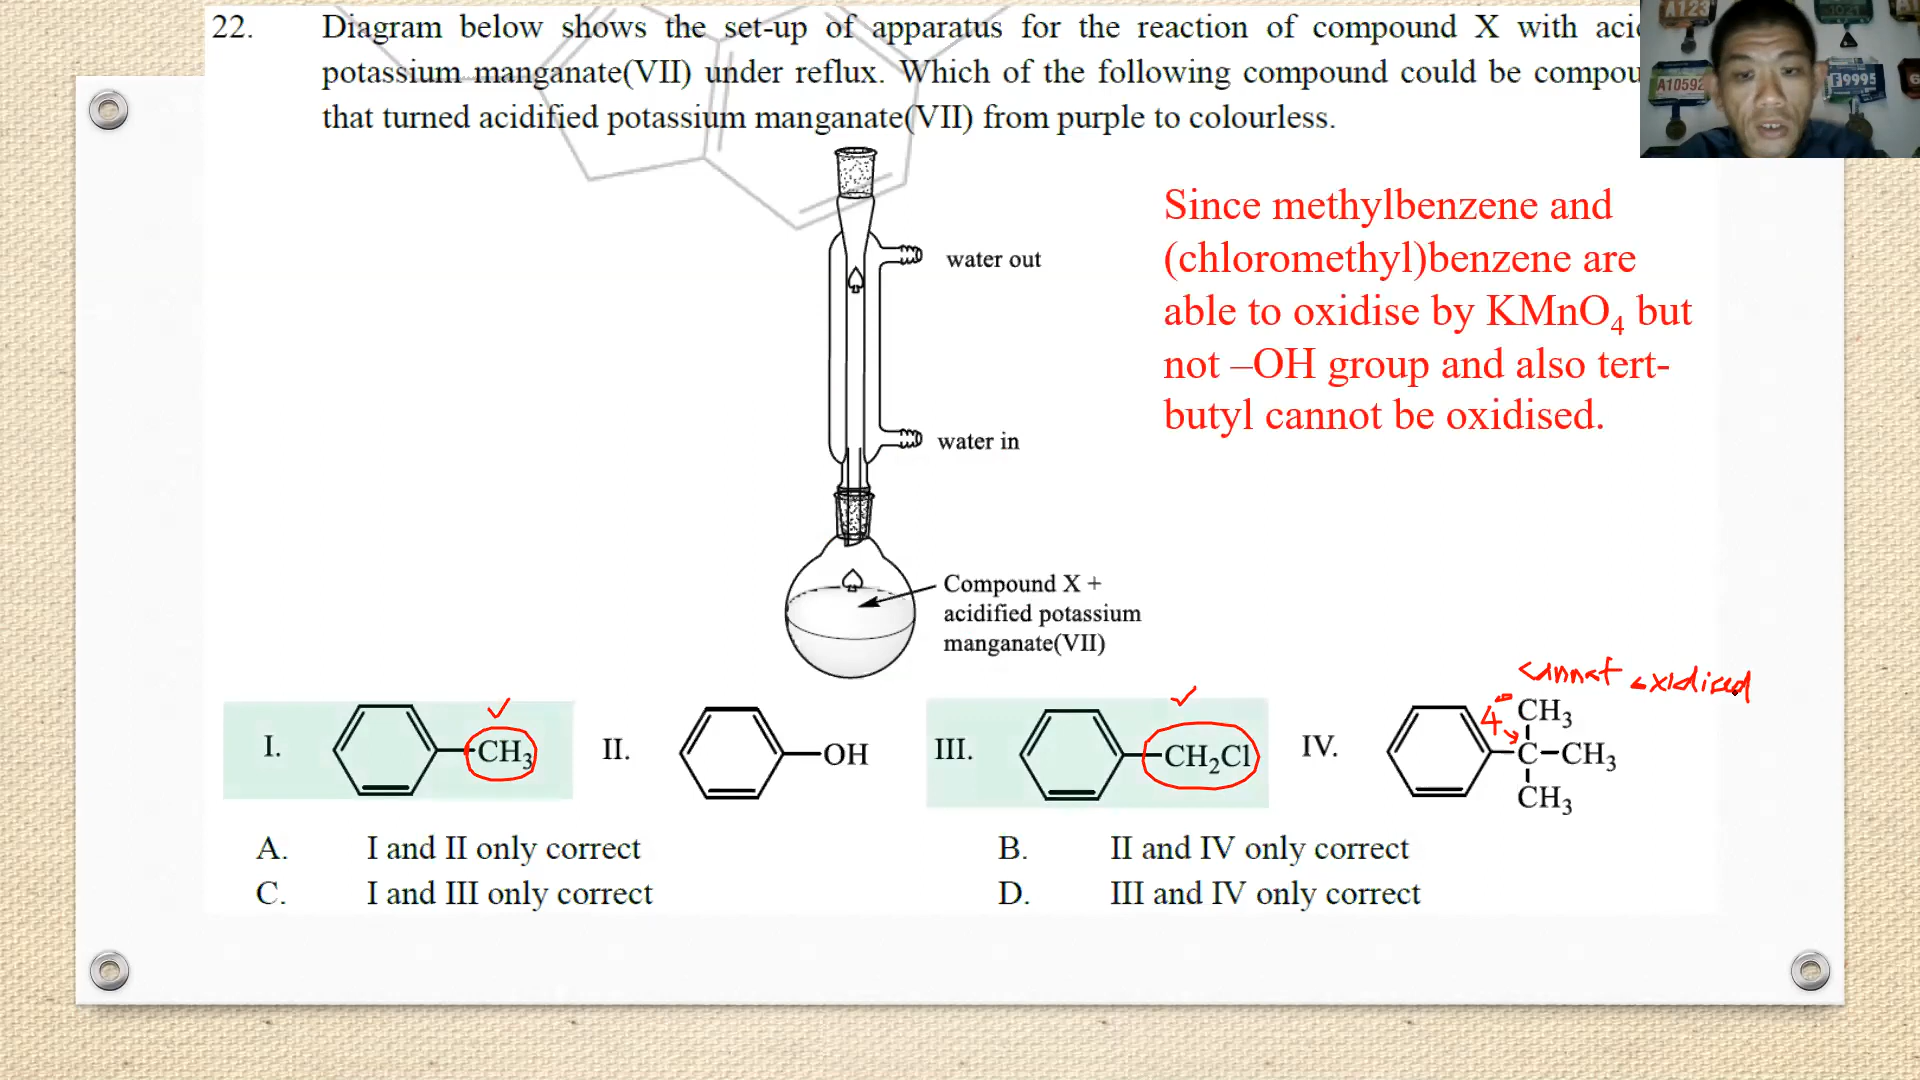 22. Diagram below shows the set-up of apparatus for the reaction of compound X with
potassium manganate(VII) under reflux. Which of the following compound could be
that turned acidified potassium manganate(VII) from purple to colourless.
A123
1021
A10592
F9995
Since methylbenzene and
(chloromethyl)benzene are
able to oxidise by KMnO₄ but
not –OH group and also tert-
butyl cannot be oxidised.
water out
water in
Compound X +
acidified potassium
manganate(VII)
cannot oxidised
4°
I. CH₃ II. OH III. CH₂Cl IV. CH₃
C–CH₃
CH₃
A. I and II only correct B. II and IV only correct
C. I and III only correct D. III and IV only correct